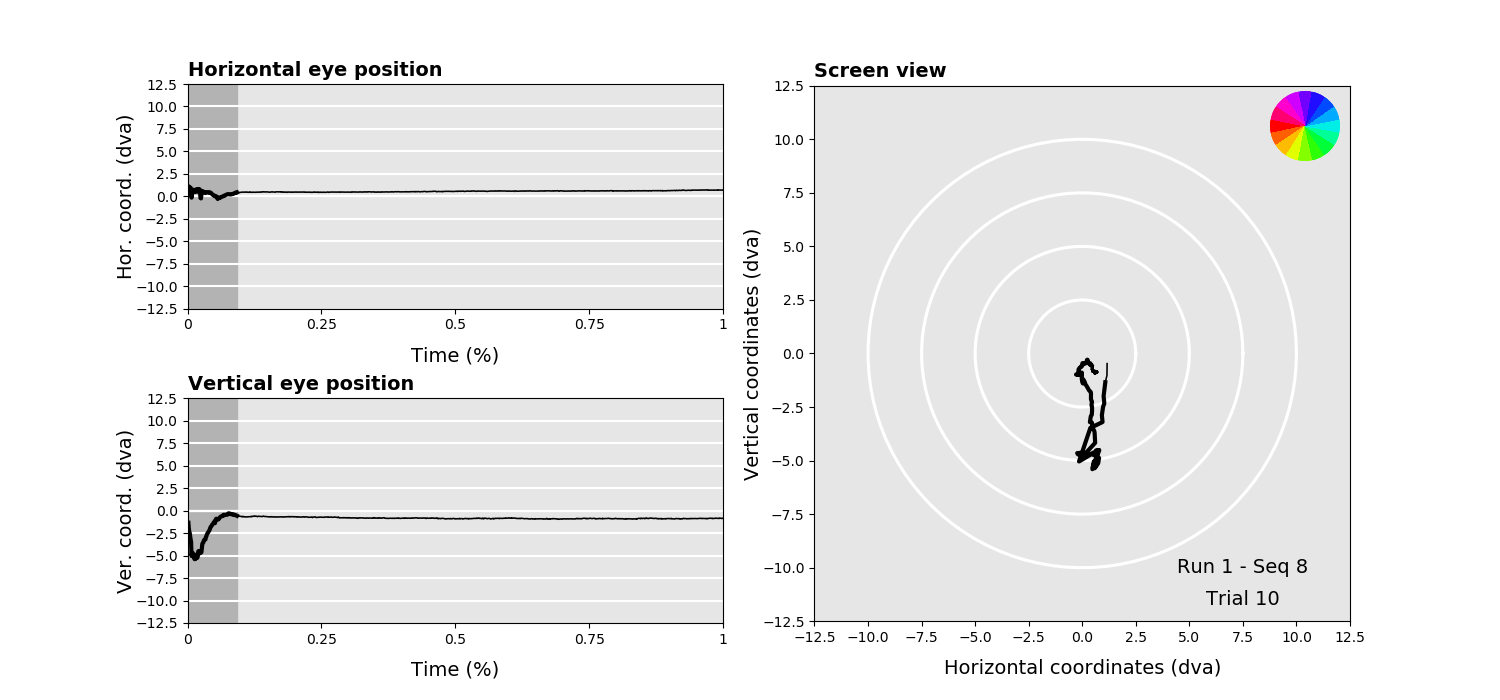 Horizontal eye position
12.5
10.0
7.5
5.0
2.5
0.0
−2.5
−5.0
−7.5
−10.0
−12.5
Hor. coord. (dva)
0 0.25 0.5 0.75 1
Time (%)
Vertical eye position
12.5
10.0
7.5
5.0
2.5
0.0
−2.5
−5.0
−7.5
−10.0
−12.5
Ver. coord. (dva)
0 0.25 0.5 0.75 1
Time (%)
Screen view
12.5
10.0
7.5
5.0
2.5
0.0
−2.5
−5.0
−7.5
−10.0
−12.5
Vertical coordinates (dva)
Run 1 - Seq 8
Trial 10
−12.5 −10.0 −7.5 −5.0 −2.5 0.0 2.5 5.0 7.5 10.0 12.5
Horizontal coordinates (dva)